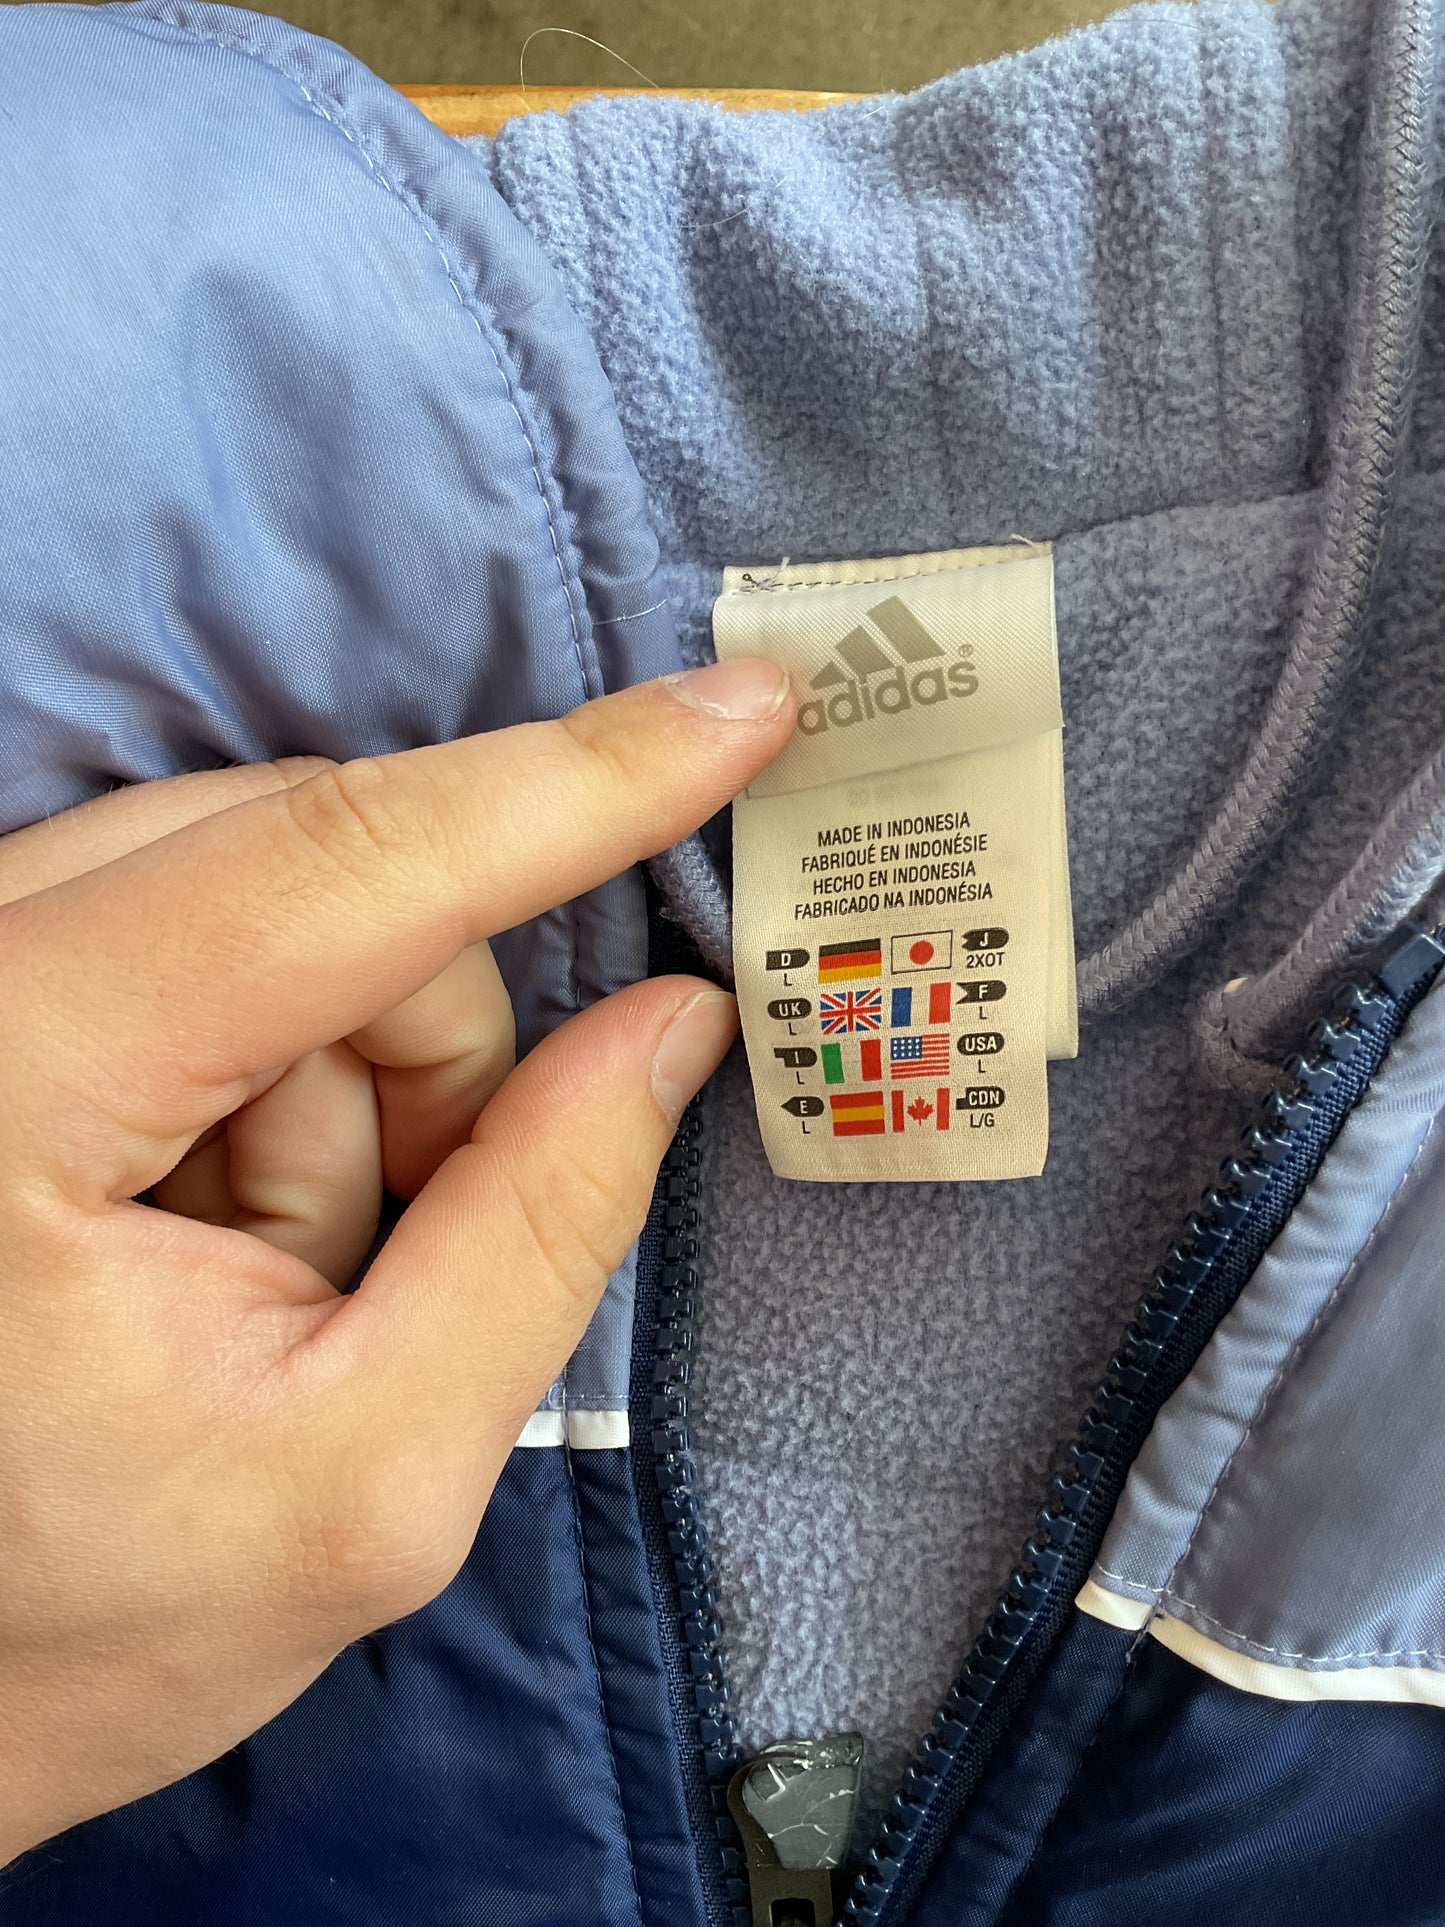 adidas®
MADE IN INDONESIA
FABRIQUÉ EN INDONÉSIE
HECHO EN INDONESIA
FABRICADO NA INDONÉSIA
D J
L 2XOT
UK F
L L
I USA
L L
E CDN
L L/G